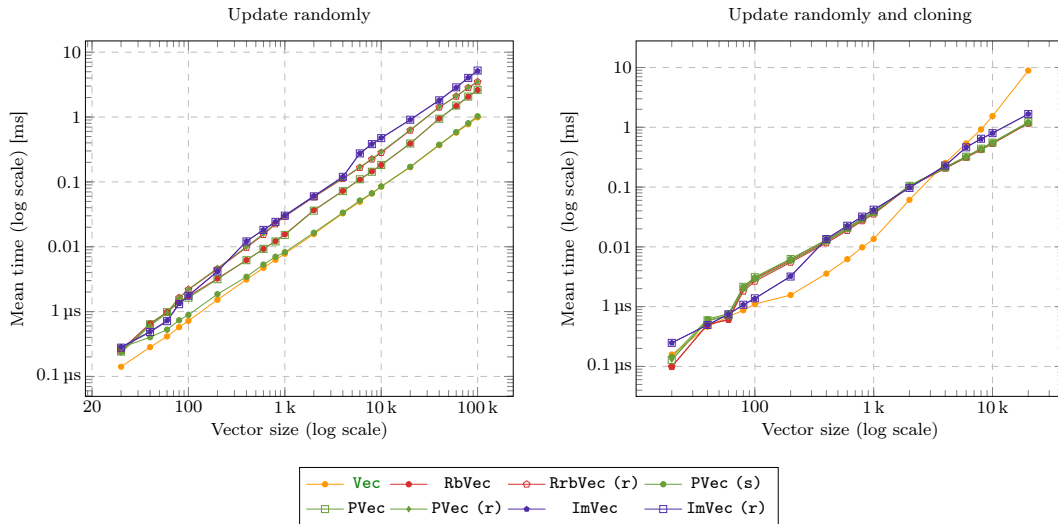 Update randomly
Update randomly and cloning
Mean time (log scale) [ms]
10
1
0.1
0.01
1 µs
0.1 µs
20
100
1 k
10 k
100 k
Vector size (log scale)
Mean time (log scale) [ms]
10
1
0.1
0.01
1 µs
0.1 µs
100
1 k
10 k
Vector size (log scale)
Vec RbVec RrbVec (r) PVec (s)
PVec PVec (r) ImVec ImVec (r)